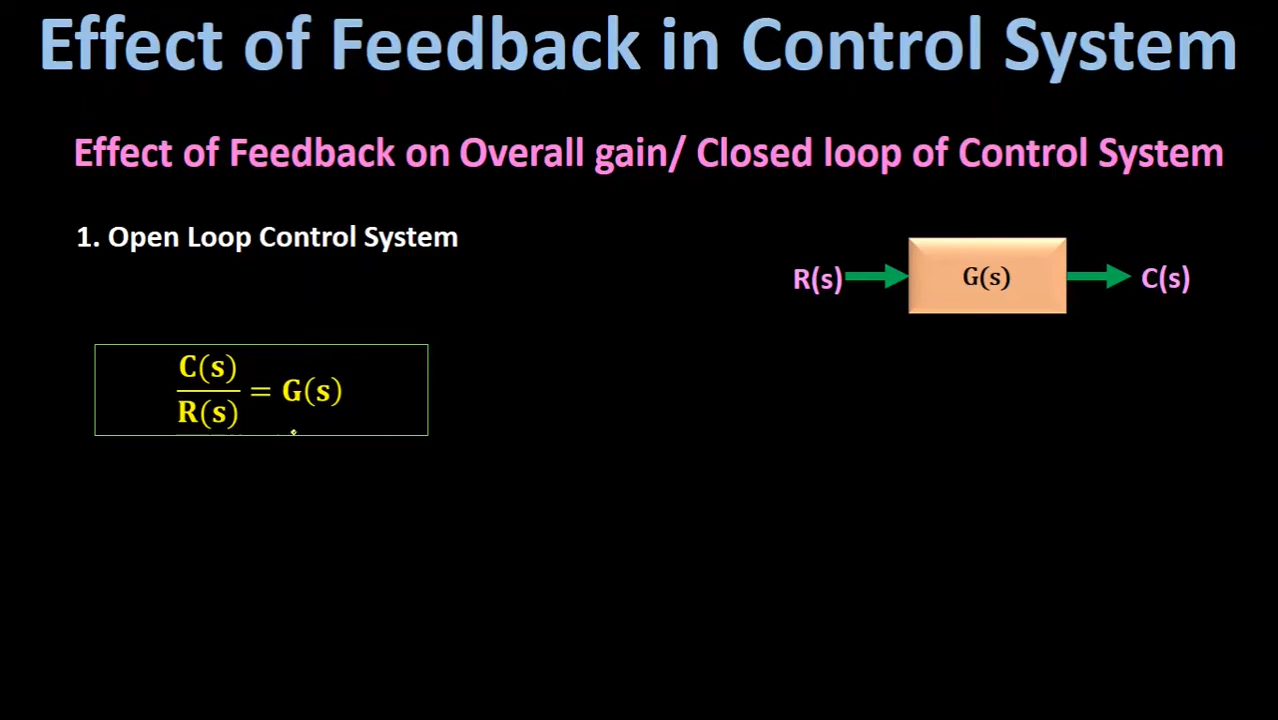 Effect of Feedback in Control System
Effect of Feedback on Overall gain/ Closed loop of Control System
1. Open Loop Control System
R(s) G(s) C(s)
C(s)/R(s) = G(s)